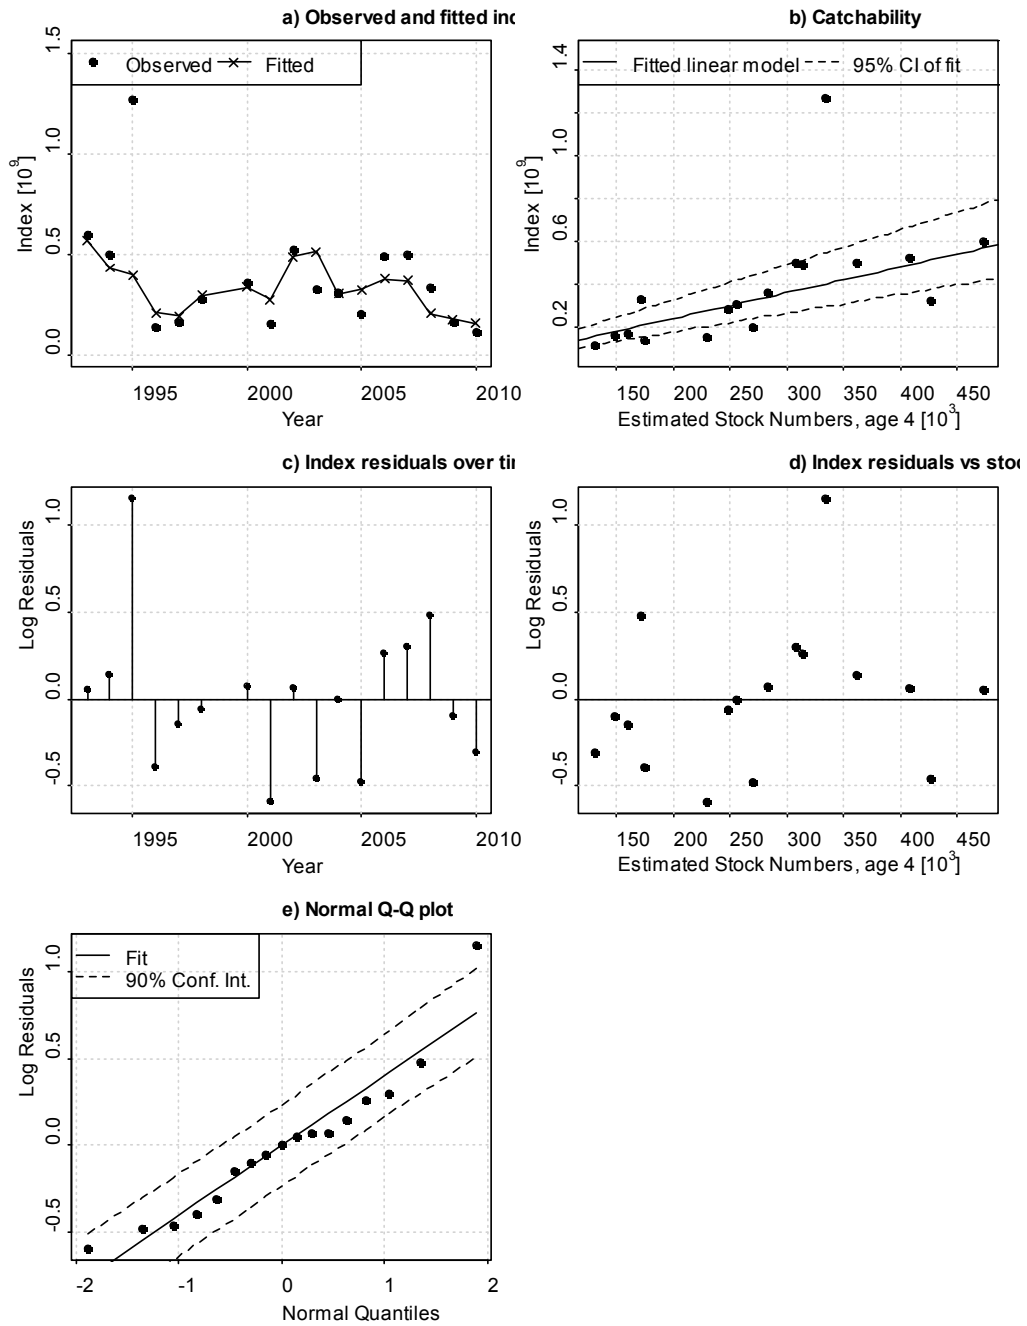 a) Observed and fitted inc
Observed Fitted
Index [10^9]
0.0 0.5 1.0 1.5
1995 2000 2005 2010
Year
b) Catchability
Fitted linear model 95% CI of fit
Index [10^9]
0.2 0.6 1.0 1.4
150 200 250 300 350 400 450
Estimated Stock Numbers, age 4 [10^3]
c) Index residuals over tir
Log Residuals
-0.5 0.0 0.5 1.0
1995 2000 2005 2010
Year
d) Index residuals vs stoc
Log Residuals
-0.5 0.0 0.5 1.0
150 200 250 300 350 400 450
Estimated Stock Numbers, age 4 [10^3]
e) Normal Q-Q plot
Fit
90% Conf. Int.
Log Residuals
-0.5 0.0 0.5 1.0
-2 -1 0 1 2
Normal Quantiles